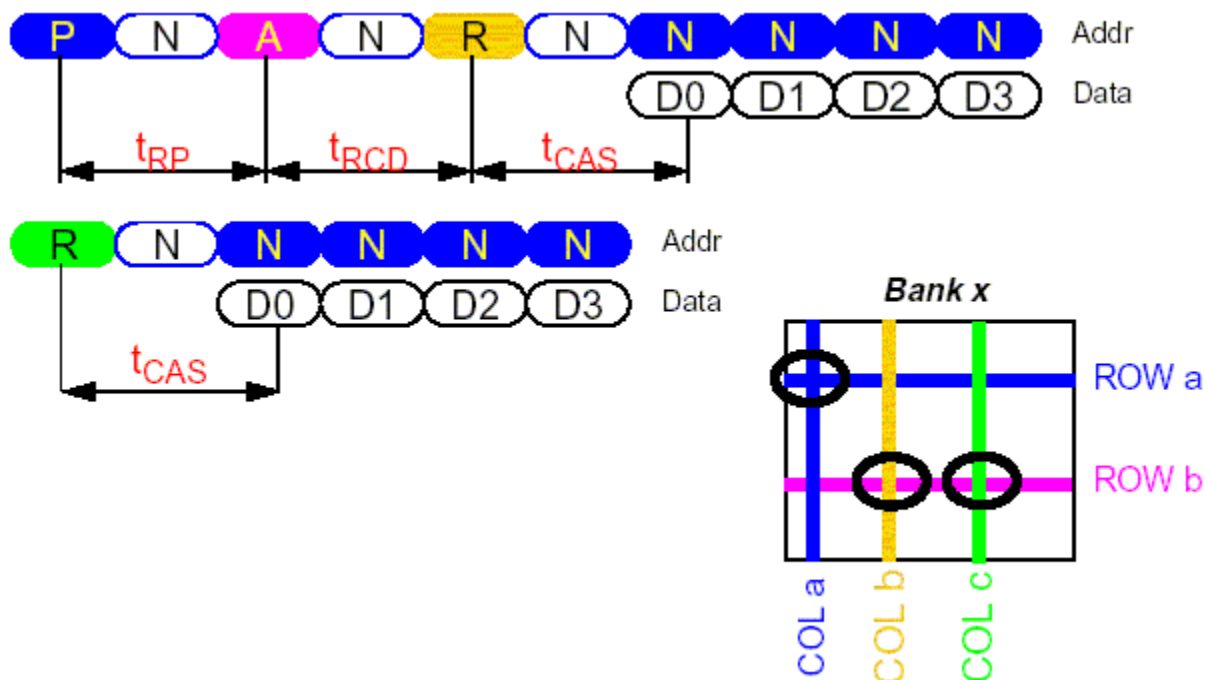 P N A N R N N N N N Addr
D0 D1 D2 D3 Data
tRP tRCD tCAS
R N N N N N Addr
D0 D1 D2 D3 Data
tCAS
Bank x
ROW a
ROW b
COL a
COL b
COL c